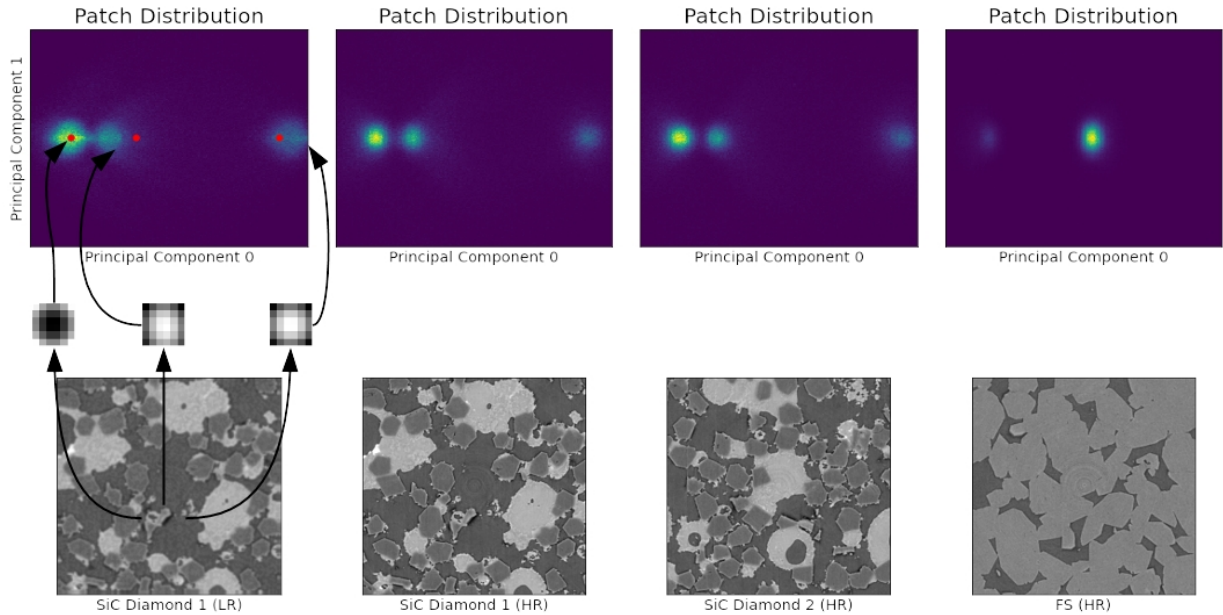 Patch Distribution
Patch Distribution
Patch Distribution
Patch Distribution
Principal Component 1
Principal Component 0
Principal Component 0
Principal Component 0
Principal Component 0
SiC Diamond 1 (LR)
SiC Diamond 1 (HR)
SiC Diamond 2 (HR)
FS (HR)